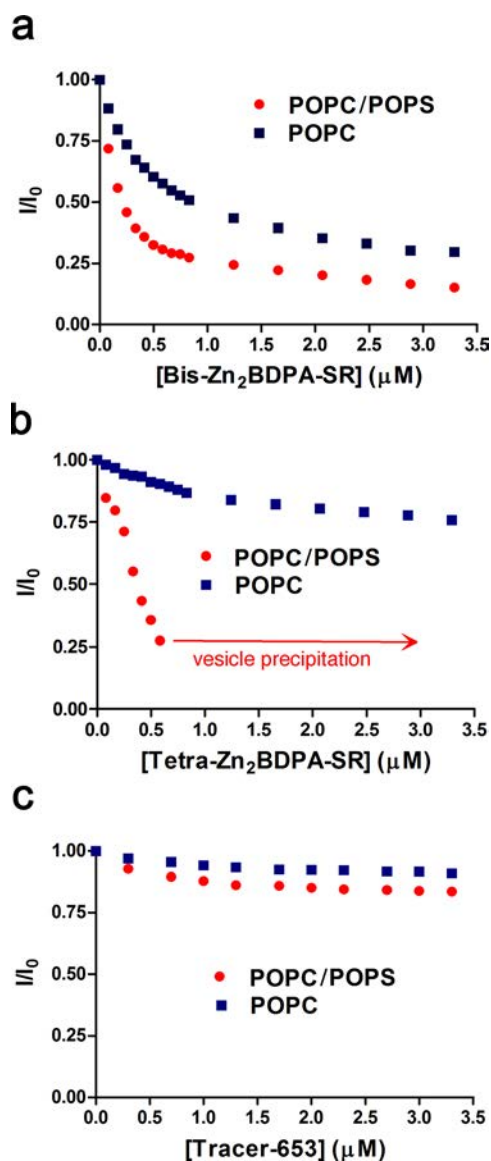 a
I/I₀
1.00
0.75
0.50
0.25
0.00
POPC/POPS
POPC
0.0 0.5 1.0 1.5 2.0 2.5 3.0 3.5
[Bis-Zn₂BDPA-SR] (μM)
b
I/I₀
1.00
0.75
0.50
0.25
0.00
POPC/POPS
POPC
vesicle precipitation
0.0 0.5 1.0 1.5 2.0 2.5 3.0 3.5
[Tetra-Zn₂BDPA-SR] (μM)
c
I/I₀
1.00
0.75
0.50
0.25
0.00
POPC/POPS
POPC
0.0 0.5 1.0 1.5 2.0 2.5 3.0 3.5
[Tracer-653] (μM)